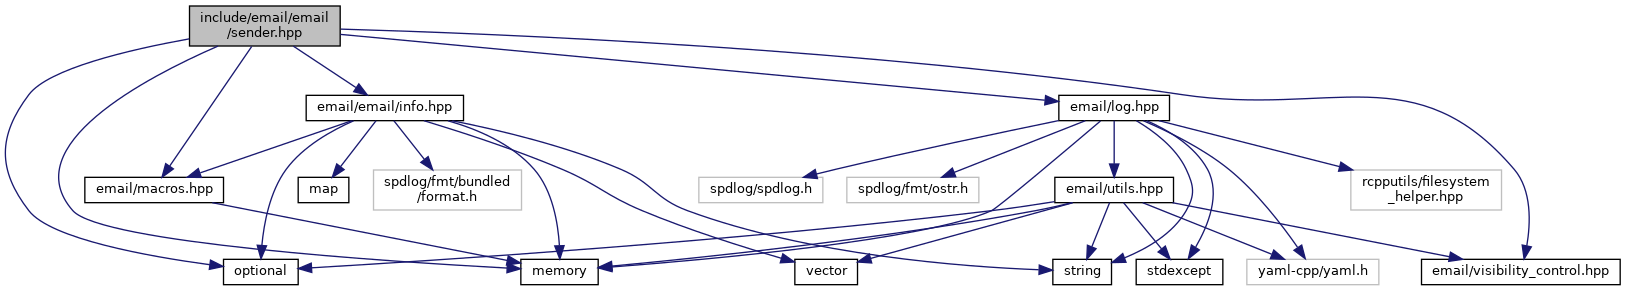 include/email/email
/sender.hpp
email/email/info.hpp
email/log.hpp
email/macros.hpp
map
spdlog/fmt/bundled
/format.h
spdlog/spdlog.h
spdlog/fmt/ostr.h
email/utils.hpp
rcpputils/filesystem
_helper.hpp
optional
memory
vector
string
stdexcept
yaml-cpp/yaml.h
email/visibility_control.hpp